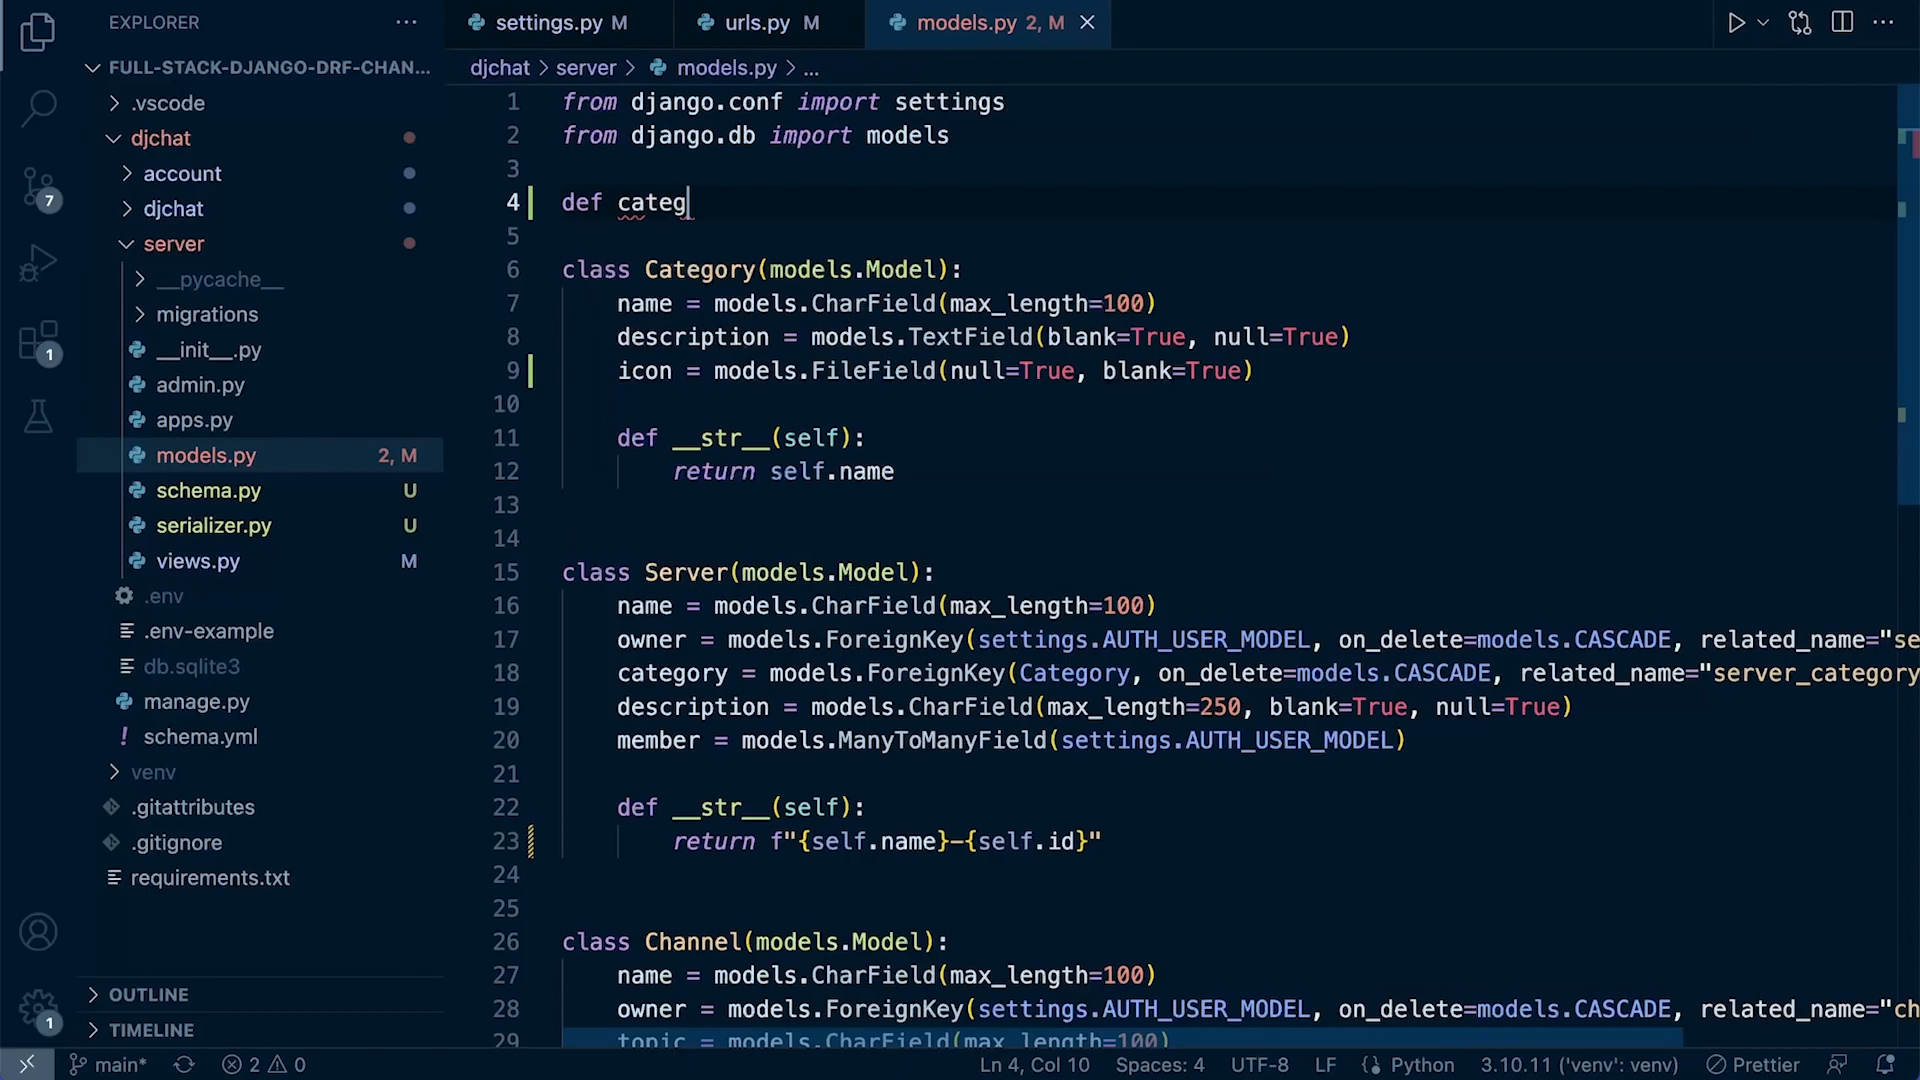 EXPLORER
settings.py M
urls.py M
models.py 2, M
FULL-STACK-DJANGO-DRF-CHAN...
djchat > server > models.py > ...
.vscode
djchat
account
djchat
server
__pycache__
migrations
__init__.py
admin.py
apps.py
models.py 2, M
schema.py U
serializer.py U
views.py M
.env
.env-example
db.sqlite3
manage.py
! schema.yml
venv
.gitattributes
.gitignore
requirements.txt
OUTLINE
TIMELINE
7
1
1
1 from django.conf import settings
2 from django.db import models
3
4 def categ
5
6 class Category(models.Model):
7 name = models.CharField(max_length=100)
8 description = models.TextField(blank=True, null=True)
9 icon = models.FileField(null=True, blank=True)
10
11 def __str__(self):
12 return self.name
13
14
15 class Server(models.Model):
16 name = models.CharField(max_length=100)
17 owner = models.ForeignKey(settings.AUTH_USER_MODEL, on_delete=models.CASCADE, related_name="se
18 category = models.ForeignKey(Category, on_delete=models.CASCADE, related_name="server_category
19 description = models.CharField(max_length=250, blank=True, null=True)
20 member = models.ManyToManyField(settings.AUTH_USER_MODEL)
21
22 def __str__(self):
23 return f"{self.name}-{self.id}"
24
25
26 class Channel(models.Model):
27 name = models.CharField(max_length=100)
28 owner = models.ForeignKey(settings.AUTH_USER_MODEL, on_delete=models.CASCADE, related_name="ch
29 topic = models.CharField(max_length=100)
main* 2 0 Ln 4, Col 10 Spaces: 4 UTF-8 LF Python 3.10.11 ('venv': venv) Prettier